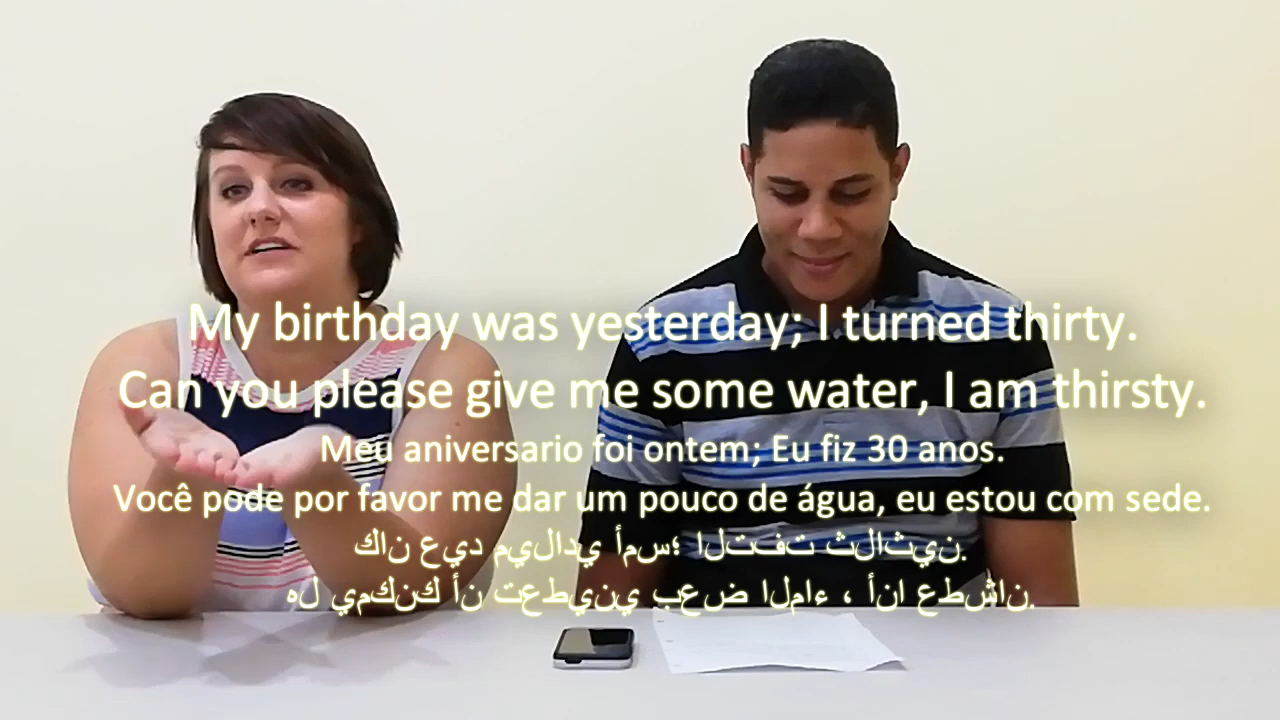 My birthday was yesterday; I turned thirty.
Can you please give me some water, I am thirsty.
Meu aniversario foi ontem; Eu fiz 30 anos.
Você pode por favor me dar um pouco de água, eu estou com sede.
كان عيد ميلادي أمس؛ التفت ثلاثين.
هل يمكنك أن تعطيني بعض الماء ، أنا عطشان.